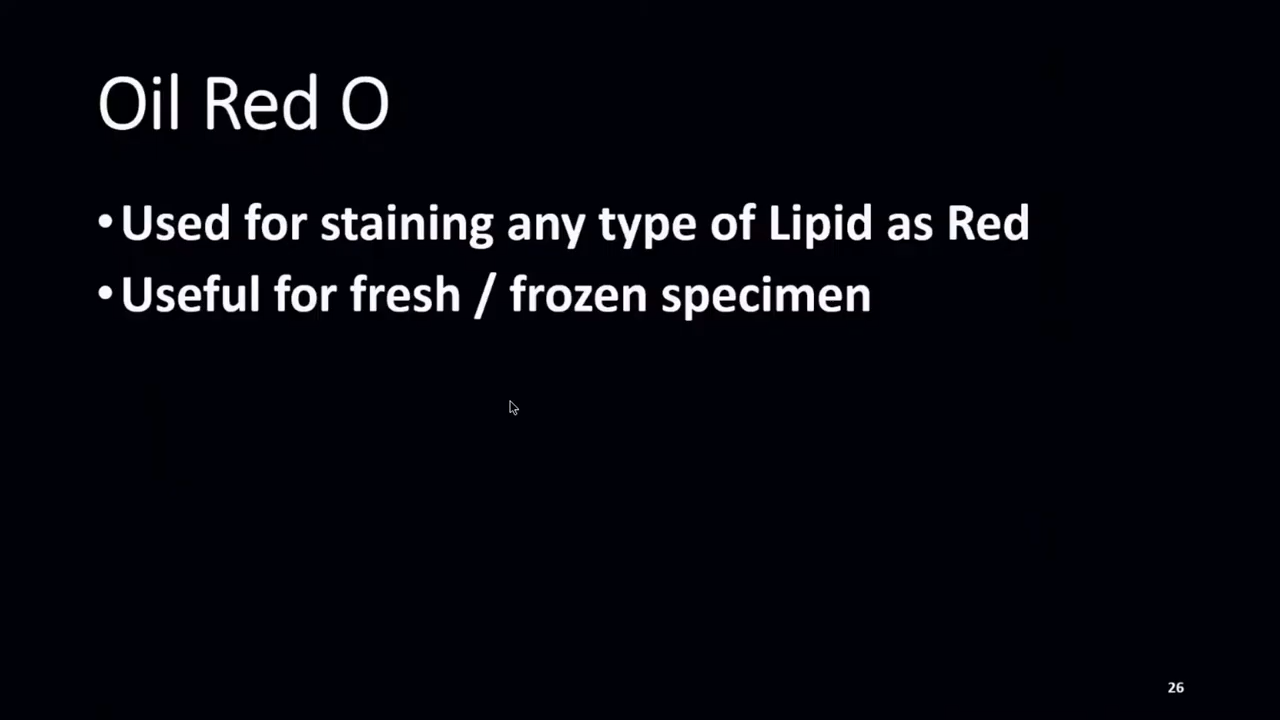 Oil Red O
•Used for staining any type of Lipid as Red
•Useful for fresh / frozen specimen
26